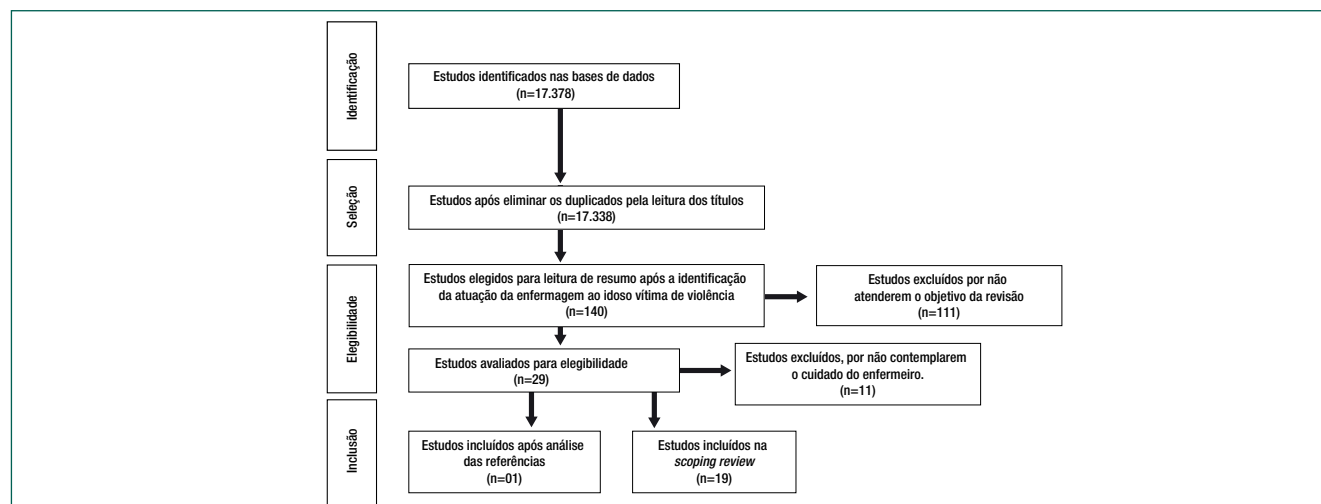 Identificação
Estudos identificados nas bases de dados
(n=17.378)
Seleção
Estudos após eliminar os duplicados pela leitura dos títulos
(n=17.338)
Elegibilidade
Estudos elegidos para leitura de resumo após a identificação
da atuação da enfermagem ao idoso vítima de violência
(n=140)
Estudos excluídos por não
atenderem o objetivo da revisão
(n=111)
Estudos avaliados para elegibilidade
(n=29)
Estudos excluídos, por não contemplarem
o cuidado do enfermeiro.
(n=11)
Inclusão
Estudos incluídos após análise
das referências
(n=01)
Estudos incluídos na
scoping review
(n=19)